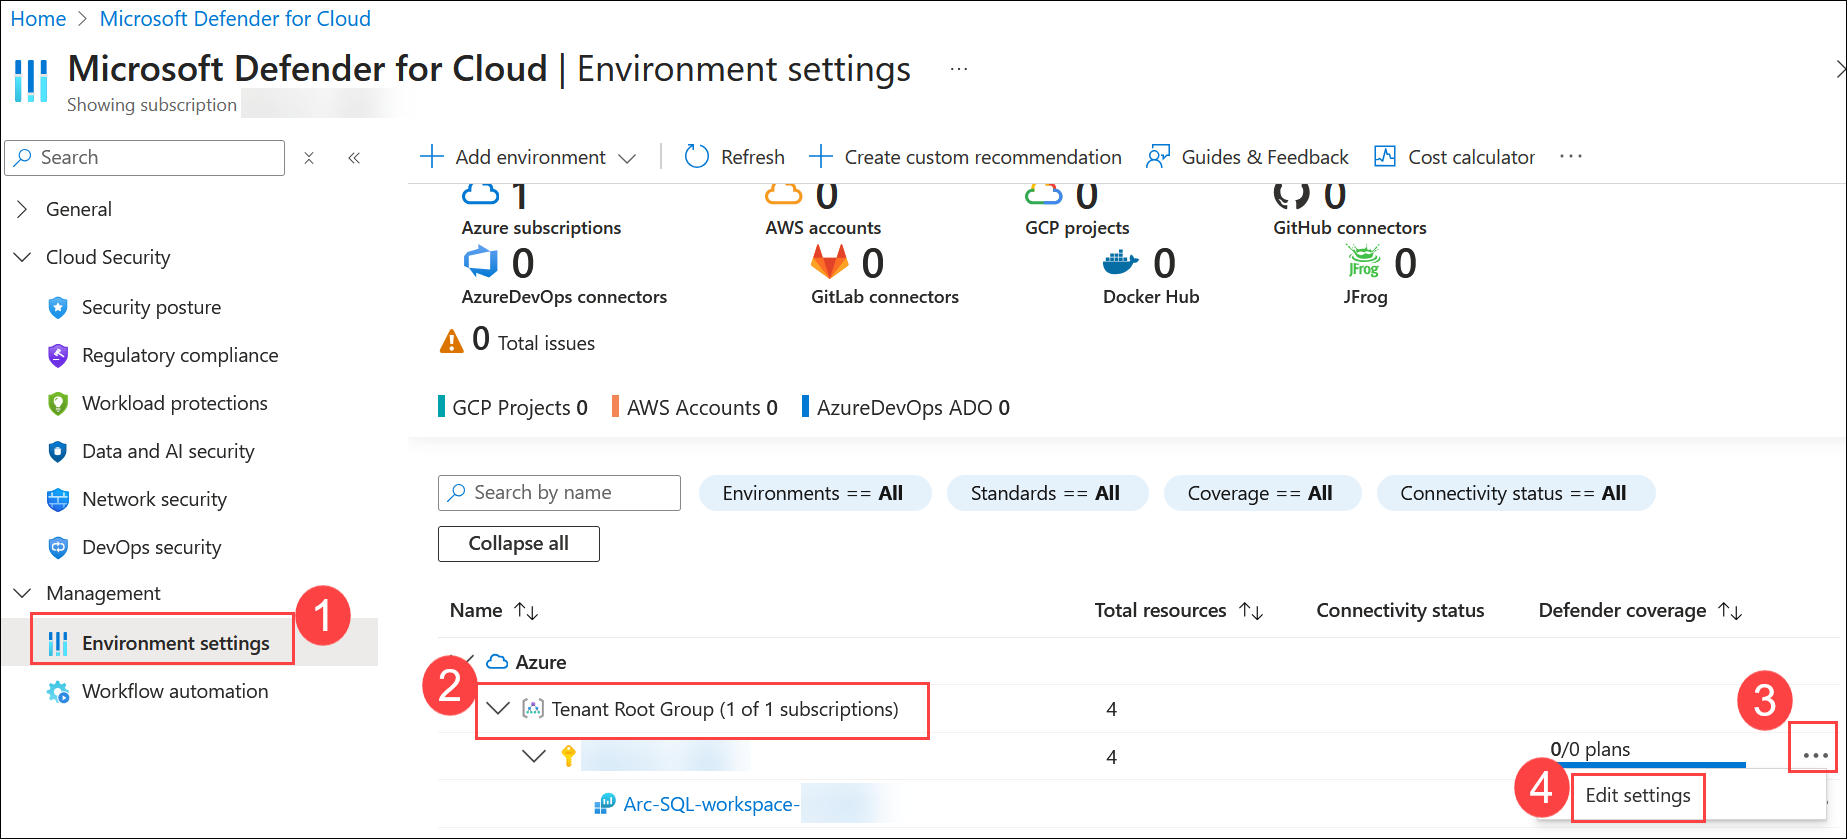 Home > Microsoft Defender for Cloud
Microsoft Defender for Cloud | Environment settings ...
Showing subscription
Search
Add environment
Refresh
Create custom recommendation
Guides & Feedback
Cost calculator
General
Cloud Security
Security posture
Regulatory compliance
Workload protections
Data and AI security
Network security
DevOps security
Management
Environment settings
1
Workflow automation
1
Azure subscriptions
0
AWS accounts
0
GCP projects
0
GitHub connectors
0
AzureDevOps connectors
0
GitLab connectors
0
Docker Hub
JFrog
0
JFrog
0 Total issues
GCP Projects 0
AWS Accounts 0
AzureDevOps ADO 0
Search by name
Environments == All
Standards == All
Coverage == All
Connectivity status == All
Collapse all
Name
Total resources
Connectivity status
Defender coverage
Azure
2
Tenant Root Group (1 of 1 subscriptions)
4
3
4
0/0 plans
...
Arc-SQL-workspace-
4
Edit settings